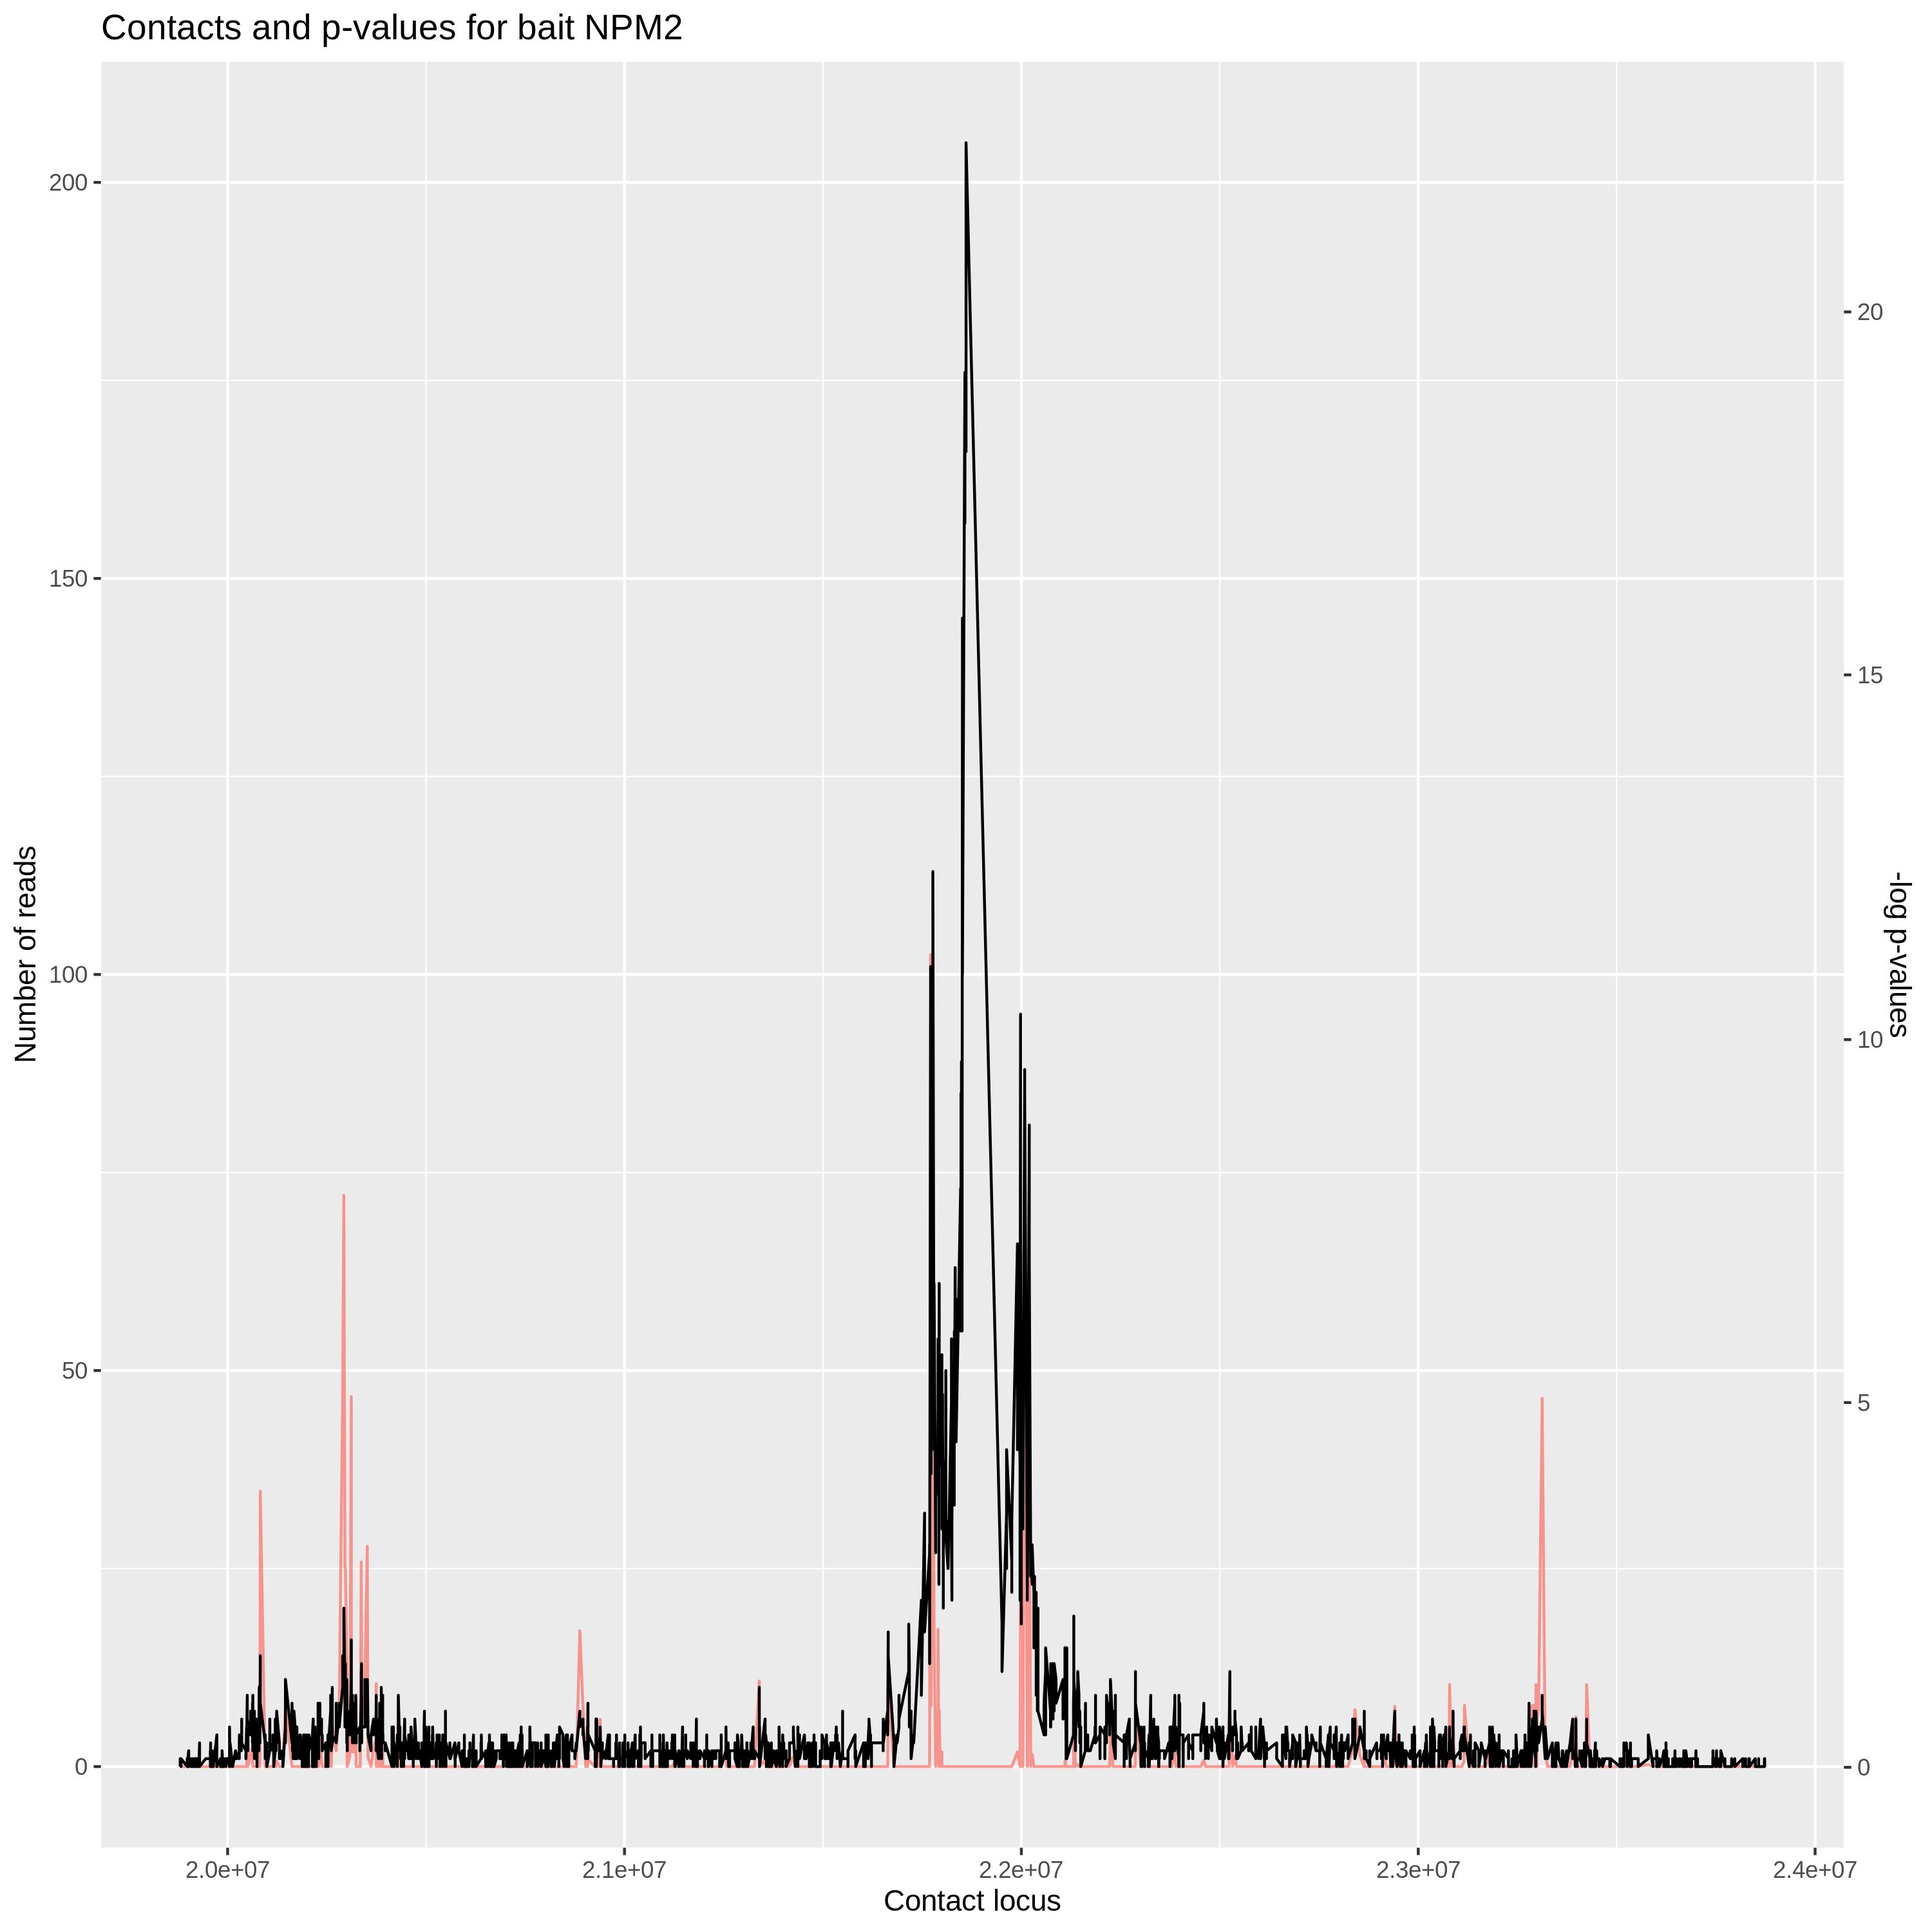 Contacts and p-values for bait NPM2
200
150
100
50
0
Number of reads
20
15
10
5
0
-log p-values
2.0e+07 2.1e+07 2.2e+07 2.3e+07 2.4e+07
Contact locus